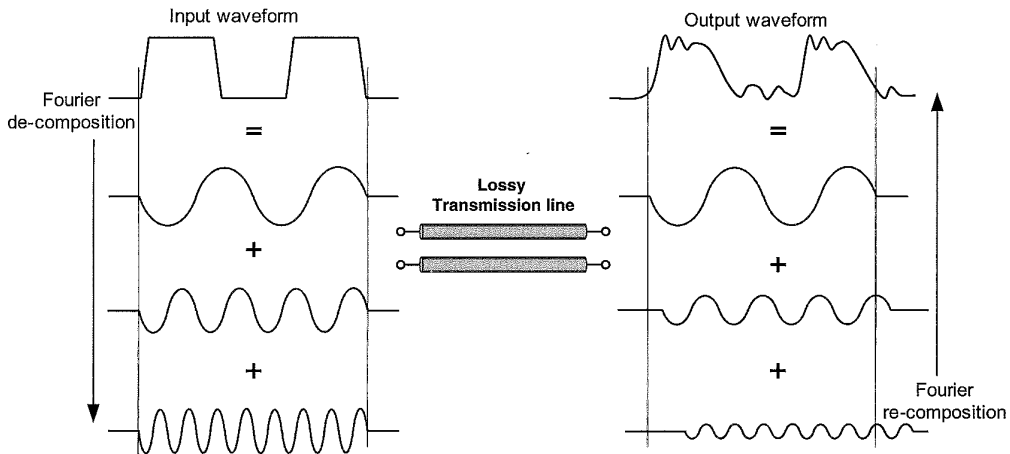 Input waveform
Output waveform
Fourier
de-composition
=
=
Lossy
Transmission line
+
+
+
+
Fourier
re-composition